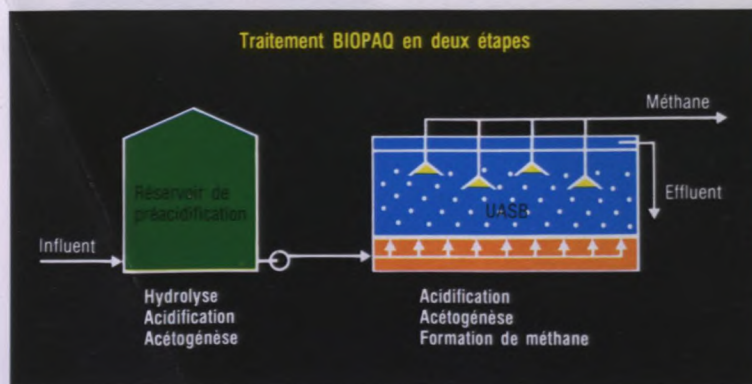 Traitement BIOPAQ en deux étapes
Méthane
Réservoir de
préacidification
UASB
Effluent
Influent
Hydrolyse
Acidification
Acétogénèse
Acidification
Acétogénèse
Formation de méthane